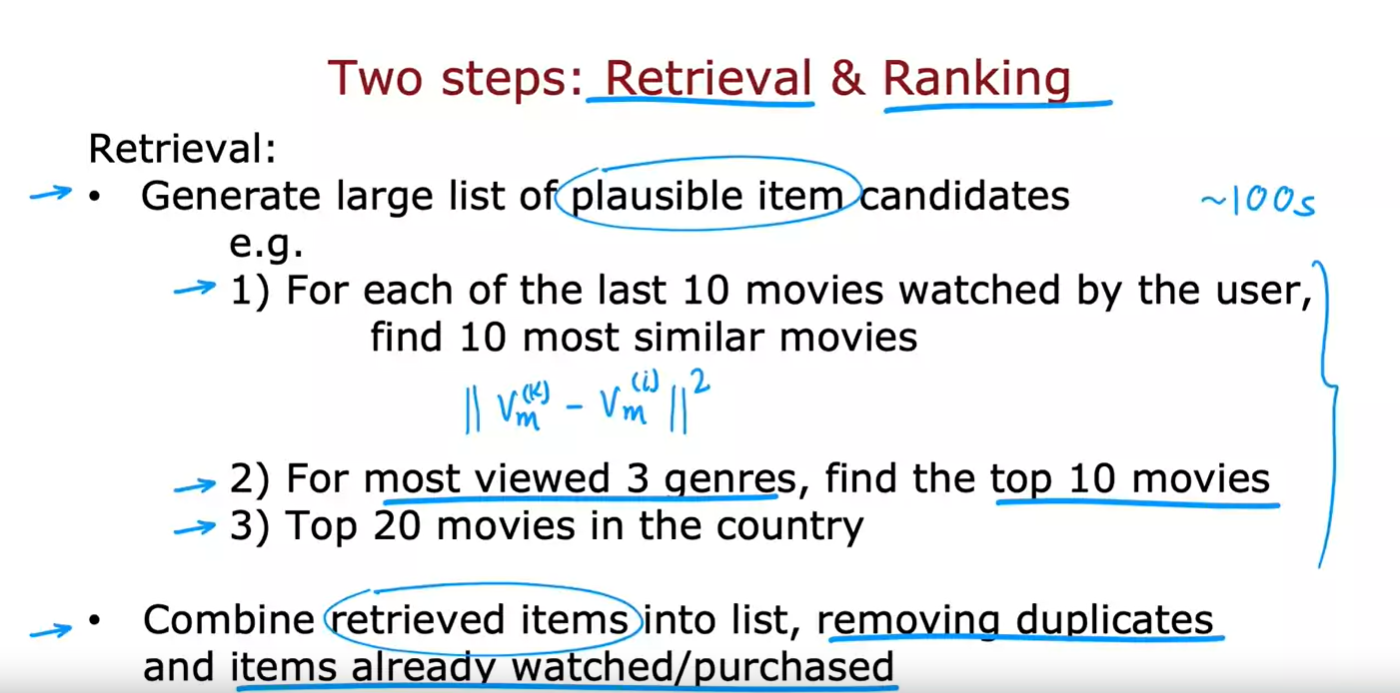 Two steps: Retrieval & Ranking
Retrieval:
• Generate large list of plausible item candidates ~100s
e.g.
1) For each of the last 10 movies watched by the user,
find 10 most similar movies
|| V_m^(k) - V_m^(i) ||^2
2) For most viewed 3 genres, find the top 10 movies
3) Top 20 movies in the country
• Combine retrieved items into list, removing duplicates
and items already watched/purchased